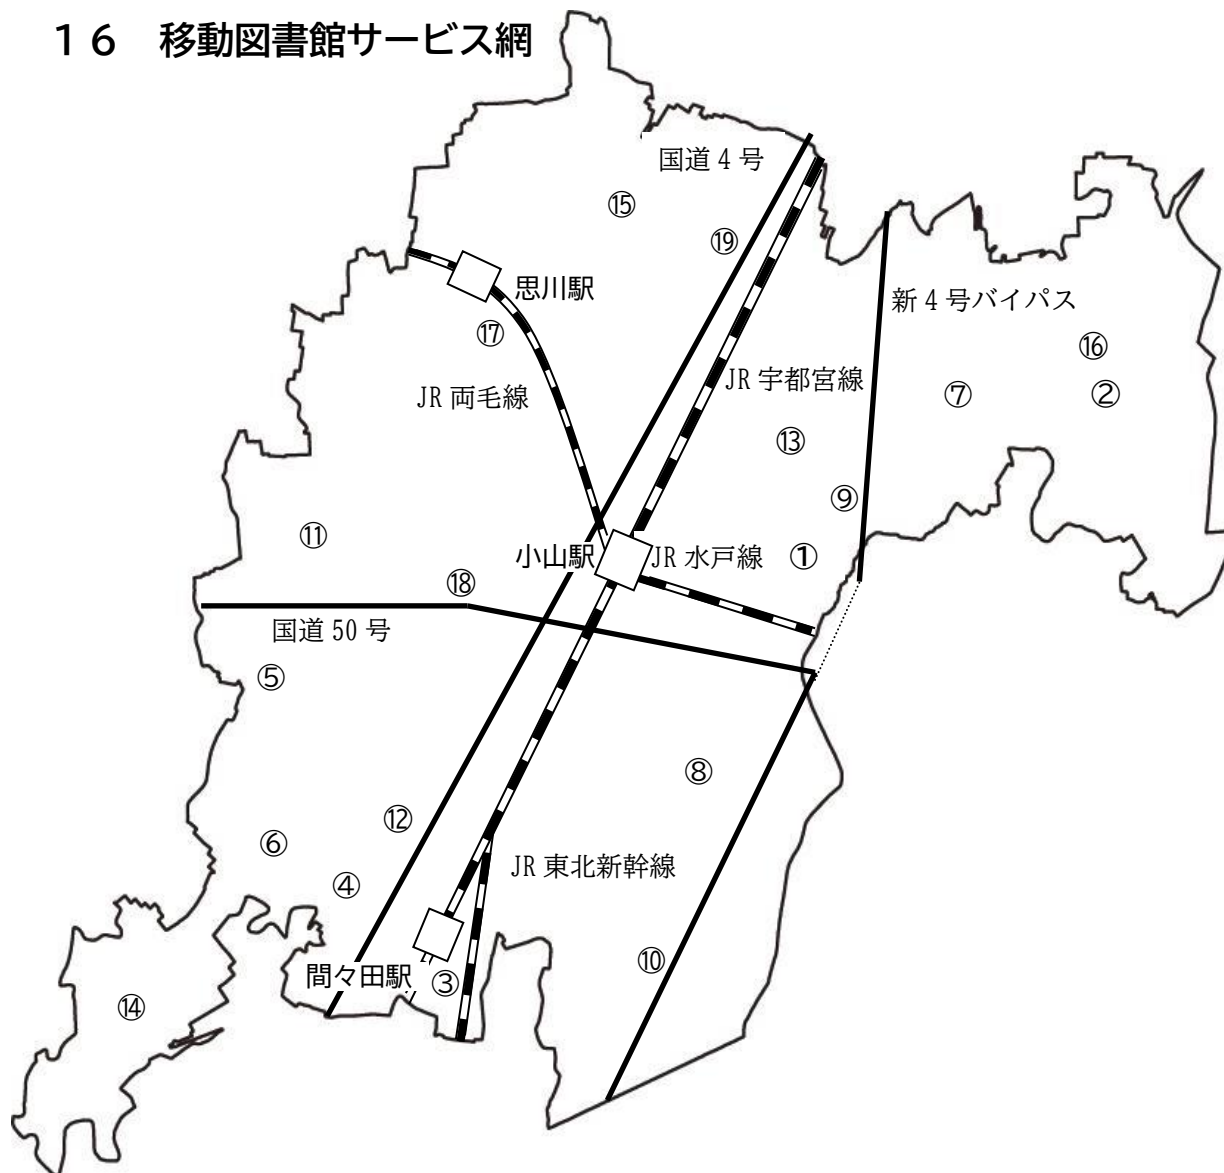 １６　移動図書館サービス網
国道４号
⑮
⑲
思川駅
新４号バイパス
⑰
⑯
JR 両毛線
JR 宇都宮線
⑦
②
⑬
⑨
⑪
小山駅
JR 水戸線
①
⑱
国道 50 号
⑤
⑧
⑫
⑥
JR 東北新幹線
④
⑩
間々田駅
③
⑭